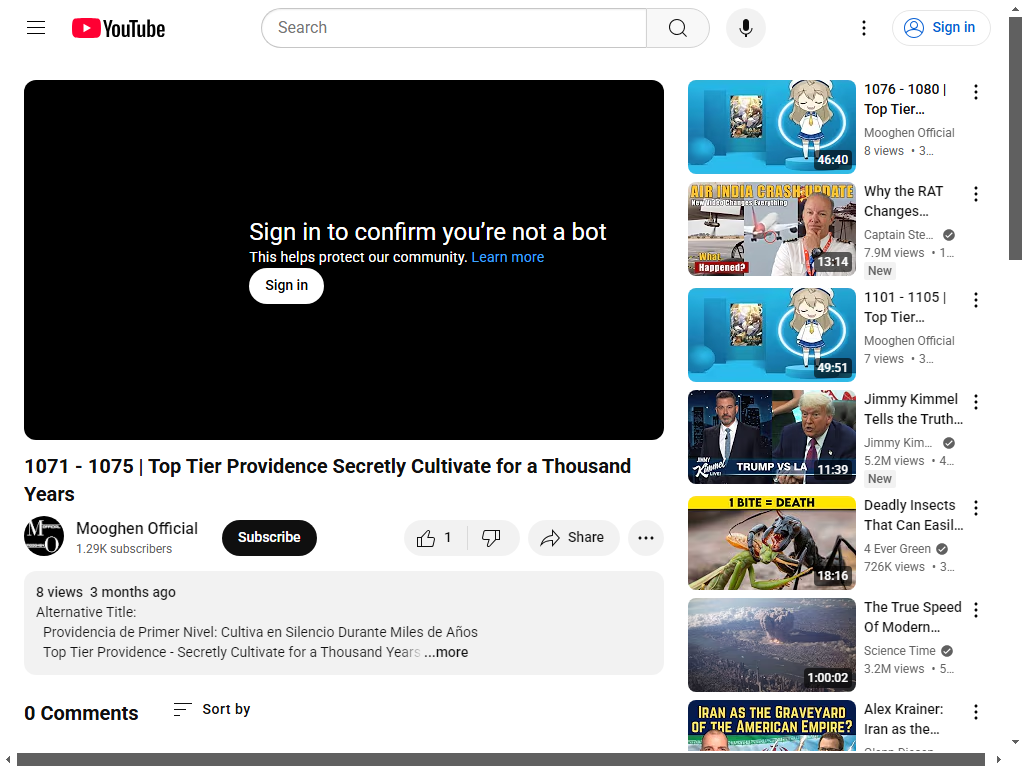 YouTube
Search
Sign in
Sign in to confirm you're not a bot
This helps protect our community. Learn more
Sign in
1071 - 1075 | Top Tier Providence Secretly Cultivate for a Thousand
Years
Mooghen Official
1.29K subscribers
Subscribe
1
Share
8 views 3 months ago
Alternative Title:
Providencia de Primer Nivel: Cultiva en Silencio Durante Miles de Años
Top Tier Providence - Secretly Cultivate for a Thousand Years ...more
0 Comments
Sort by
46:40
1076 - 1080 |
Top Tier…
Mooghen Official
8 views • 3…
AIR INDIA CRASH UPDATE
New Video Changes Everything
What
Happened?
13:14
Why the RAT
Changes…
Captain Ste…
7.9M views • 1…
New
49:51
1101 - 1105 |
Top Tier…
Mooghen Official
7 views • 3…
JIMMY
Kimmel
LIVE!
TRUMP VS LA
11:39
Jimmy Kimmel
Tells the Truth…
Jimmy Kim…
5.2M views • 4…
New
1 BITE = DEATH
18:16
Deadly Insects
That Can Easil…
4 Ever Green
726K views • 3…
1:00:02
The True Speed
Of Modern…
Science Time
3.2M views • 5…
IRAN AS THE GRAVEYARD
OF THE AMERICAN EMPIRE?
Alex Krainer:
Iran as the…